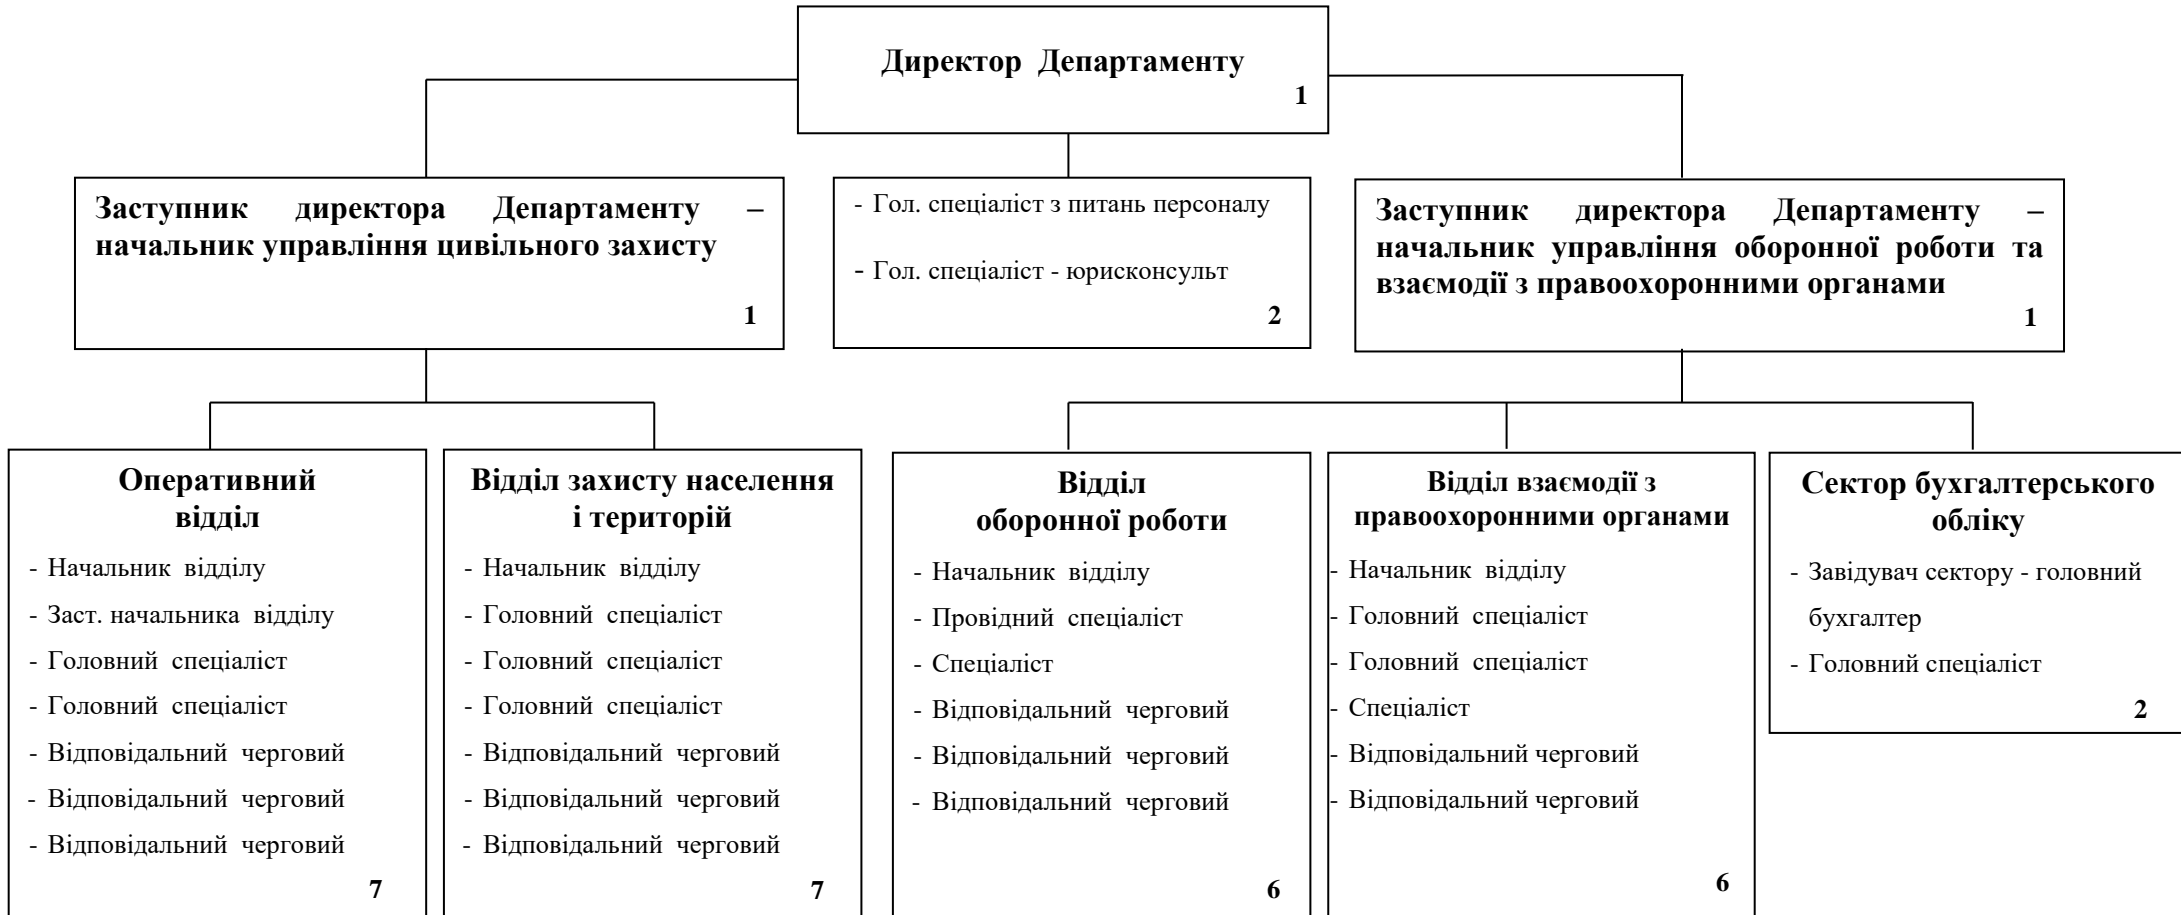 Директор Департаменту
1
Заступник директора Департаменту –
начальник управління цивільного захисту
1
- Гол. спеціаліст з питань персоналу
- Гол. спеціаліст - юрисконсульт
2
Заступник директора Департаменту –
начальник управління оборонної роботи та
взаємодії з правоохоронними органами
1
Оперативний
відділ
- Начальник відділу
- Заст. начальника відділу
- Головний спеціаліст
- Головний спеціаліст
- Відповідальний черговий
- Відповідальний черговий
- Відповідальний черговий
7
Відділ захисту населення
і територій
- Начальник відділу
- Головний спеціаліст
- Головний спеціаліст
- Головний спеціаліст
- Відповідальний черговий
- Відповідальний черговий
- Відповідальний черговий
7
Відділ
оборонної роботи
- Начальник відділу
- Провідний спеціаліст
- Спеціаліст
- Відповідальний черговий
- Відповідальний черговий
- Відповідальний черговий
6
Відділ взаємодії з
правоохоронними органами
- Начальник відділу
- Головний спеціаліст
- Головний спеціаліст
- Спеціаліст
- Відповідальний черговий
- Відповідальний черговий
6
Сектор бухгалтерського
обліку
- Завідувач сектору - головний
бухгалтер
- Головний спеціаліст
2